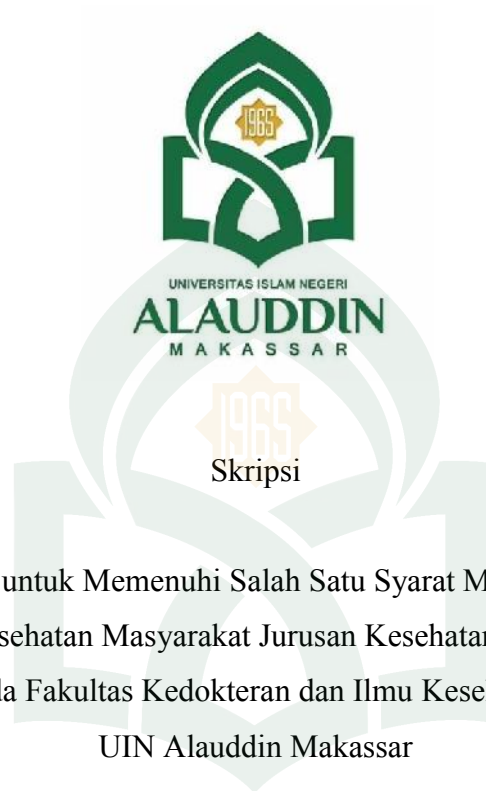 1965
UNIVERSITAS ISLAM NEGERI
ALAUDDIN
MAKASSAR
1965
Skripsi
untuk Memenuhi Salah Satu Syarat M
sehatan Masyarakat Jurusan Kesehatan
a Fakultas Kedokteran dan Ilmu Kese
UIN Alauddin Makassar